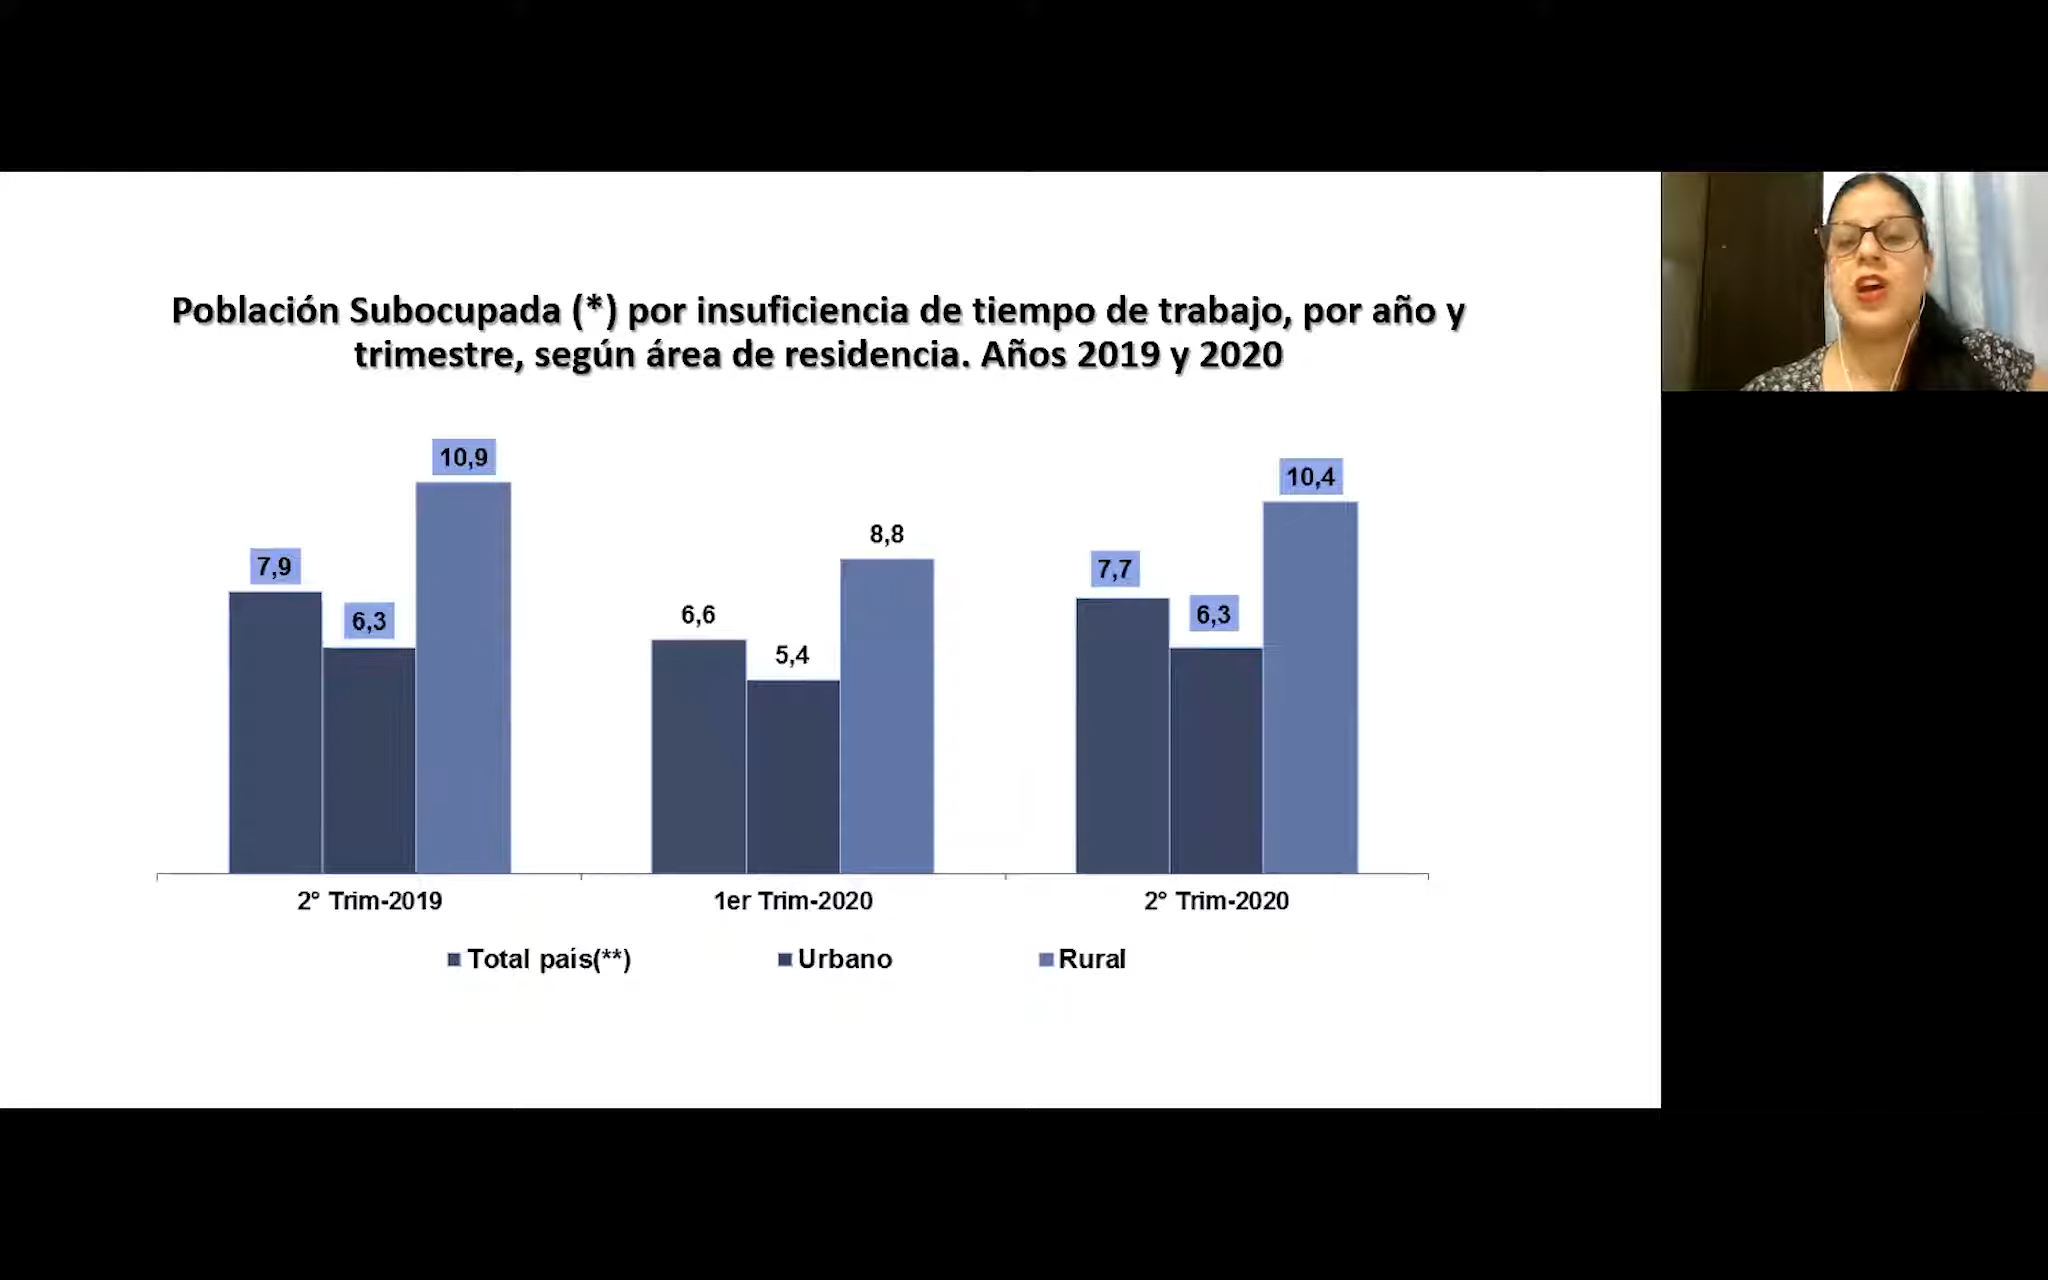 Población Subocupada (*) por insuficiencia de tiempo de trabajo, por año y
trimestre, según área de residencia. Años 2019 y 2020
7,9
6,3
10,9
6,6
5,4
8,8
7,7
6,3
10,4
2° Trim-2019
1er Trim-2020
2° Trim-2020
Total país(**)
Urbano
Rural